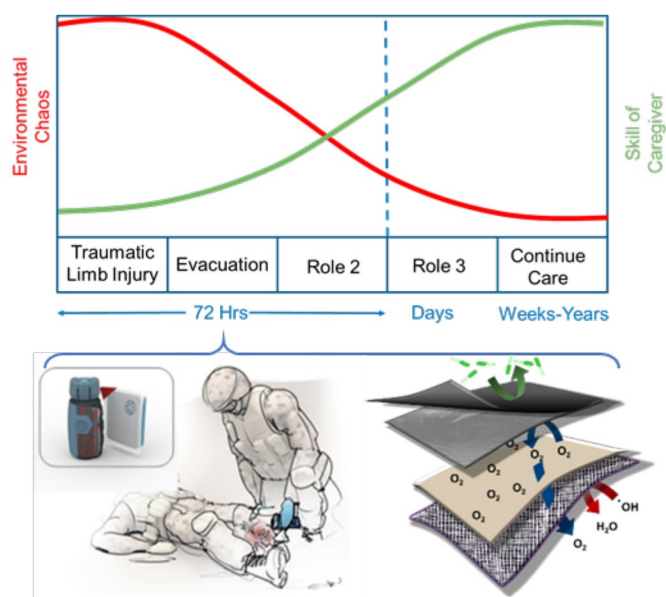 Environmental
Chaos
Skill of
Caregiver
Traumatic
Limb Injury
Evacuation
Role 2
Role 3
Continue
Care
72 Hrs
Days
Weeks-Years
O2
O2
O2
O2
O2
O2
O2
O2
O2
·OH
H2O
O2